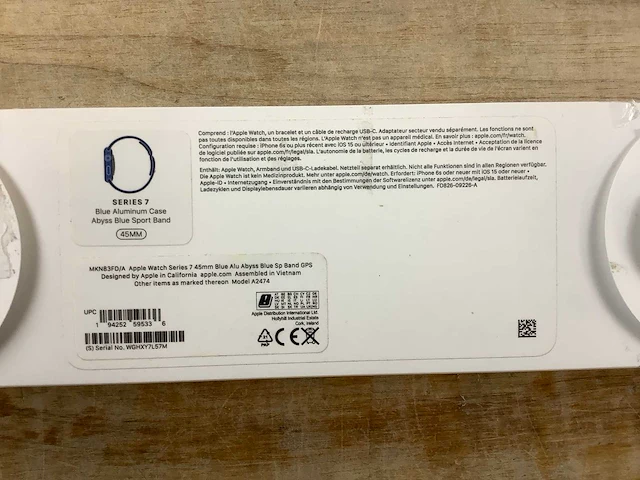 Comprend : l'Apple Watch, un bracelet et un câble de recharge USB-C. Adaptateur secteur vendu séparément. Les fonctions ne sont
pas toutes disponibles dans toutes les régions. L'Apple Watch n'est pas un appareil médical. En savoir plus : apple.com/fr/watch.
Configuration requise : iPhone 6s ou plus récent avec iOS 15 ou ultérieur • identifiant Apple • Accès Internet • Acceptation de la licence
de logiciel publiée sur apple.com/fr/legal/sla. L'autonomie de la batterie, les cycles de recharge et la durée de vie de l'écran varient en
fonction de l'utilisation et des réglages.
Enthält: Apple Watch, Armband und USB-C-Ladekabel. Netzteil separat erhältlich. Nicht alle Funktionen sind in allen Regionen verfügbar.
Die Apple Watch ist kein Medizinprodukt. Mehr unter apple.com/de/watch. Erfordert: iPhone 6s oder neuer mit iOS 15 oder neuer •
Apple-ID • Internetzugang • Einverständnis mit den Bestimmungen der Softwarelizenz unter apple.com/de/legal/sla. Batterielaufzeit,
Ladezyklen und Displaylebensdauer variieren abhängig von Verwendung und Einstellungen. FD826-09226-A
SERIES 7
Blue Aluminum Case
Abyss Blue Sport Band
45MM
MKN83FD/A Apple Watch Series 7 45mm Blue Alu Abyss Blue Sp Band GPS
Designed by Apple in California apple.com Assembled in Vietnam
Other items as marked thereon Model A2474
UPC
1 94252 59533 6
(S) Serial No. WGHXY7L57M
Apple Distribution International Ltd.
Hollyhill Industrial Estate
Cork, Ireland